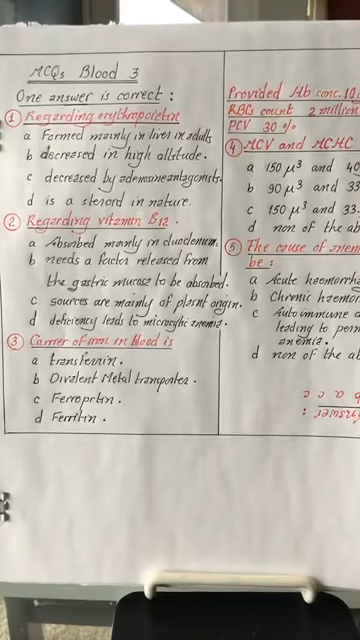 MCQs Blood 3
One answer is correct :
1 Regarding erythropoietin
a Formed mainly in liver in adults
b decreased in high altitude.
c decreased by adenosine antagonists.
d is a steroid in nature.
2 Regarding vitamin B12.
a Absorbed mainly in duodenum.
b needs a factor released from
the gastric mucosa to be absorbed.
c sources are mainly of plant origin.
d deficiency leads to microcytic anemia.
3 Carrier of iron in blood is
a transferrin.
b Divalent Metal transporter.
c Ferroprtin.
d Ferritin.
Provided Hb conc. 10
RBCs count 2 million
PCV 30 %
4 MCV and MCHC
a 150 μ³ and 40
b 90 μ³ and 33
c 150 μ³ and 33.
d non of the ab
5 The cause of anem
be :
a Acute haemorrha
b Chronic haemor
c Autoimmune d
leading to pern
anemia.
d non of the ab